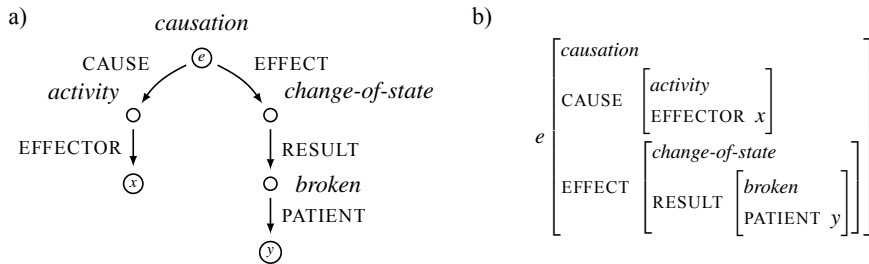 a)
causation
e
CAUSE EFFECT
activity change-of-state
EFFECTOR RESULT
x broken
PATIENT
y
b)
causation
CAUSE activity
EFFECTOR x
e
EFFECT change-of-state
RESULT broken
PATIENT y